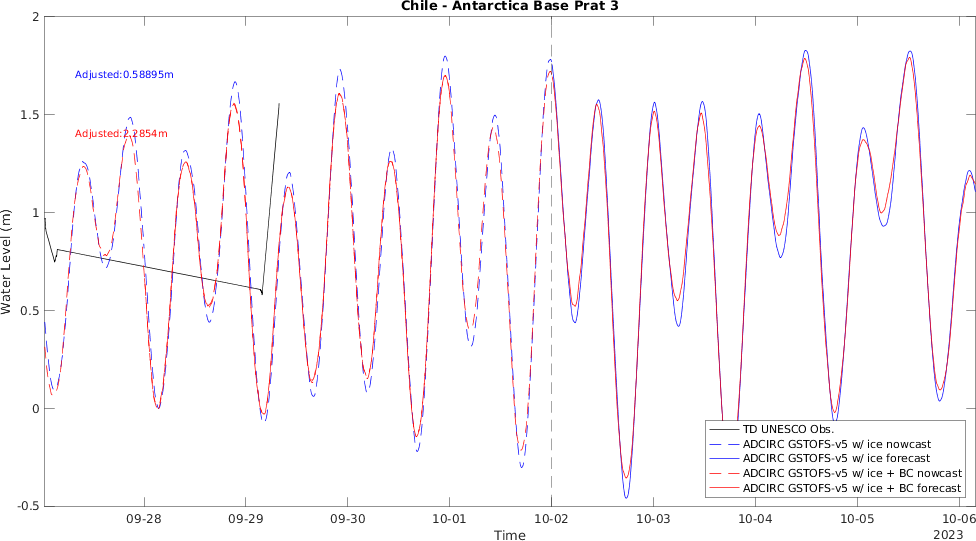 Chile - Antarctica Base Prat 3
2
1.5
1
0.5
0
-0.5
Water Level (m)
Adjusted:0.58895m
Adjusted:2.2854m
TD UNESCO Obs.
ADCIRC GSTOFS-v5 w/ ice nowcast
ADCIRC GSTOFS-v5 w/ ice forecast
ADCIRC GSTOFS-v5 w/ ice + BC nowcast
ADCIRC GSTOFS-v5 w/ ice + BC forecast
09-28 09-29 09-30 10-01 10-02 10-03 10-04 10-05 10-06
Time
2023